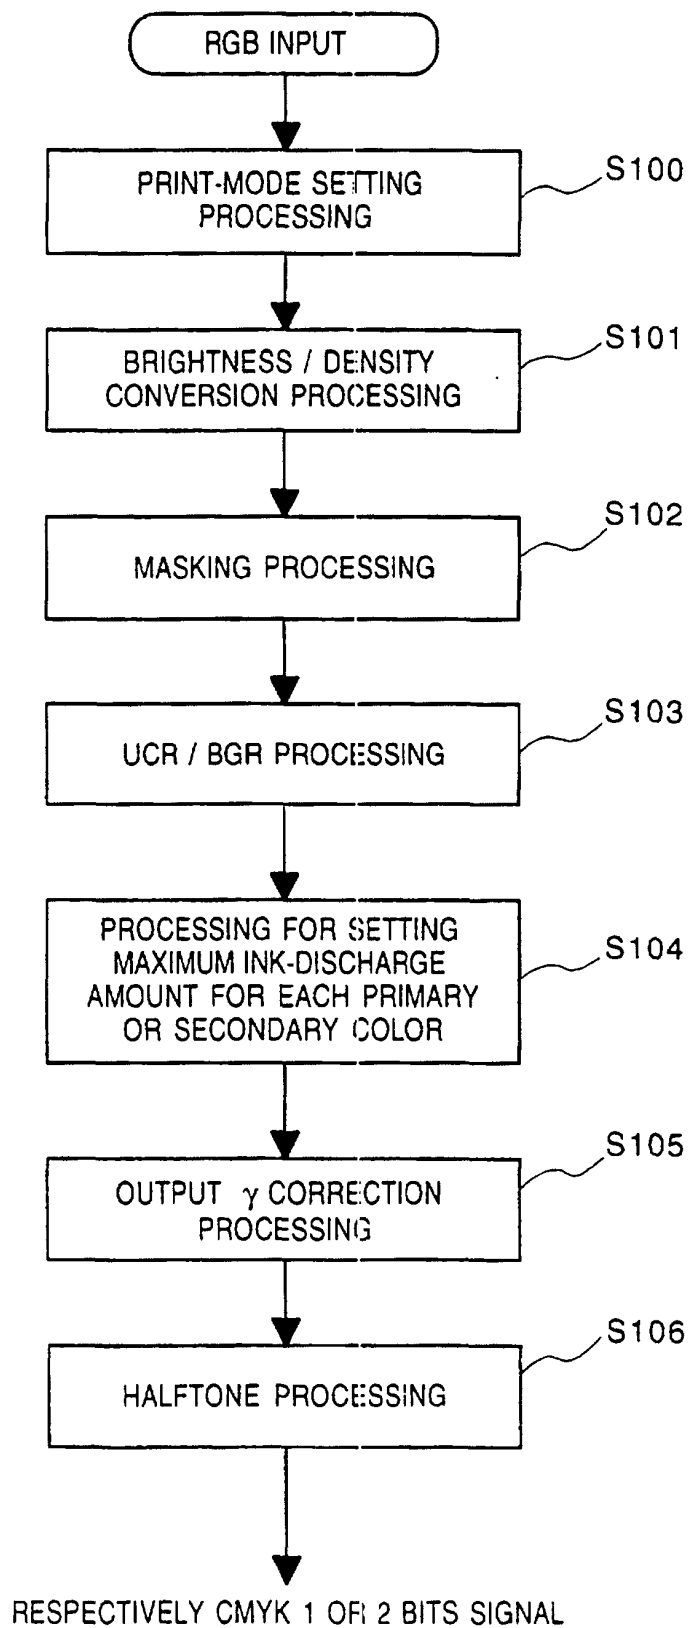 RGB INPUT
PRINT-MODE SETTING
PROCESSING
S100
BRIGHTNESS / DENSITY
CONVERSION PROCESSING
S101
MASKING PROCESSING
S102
UCR / BGR PROCESSING
S103
PROCESSING FOR SETTING
MAXIMUM INK-DISCHARGE
AMOUNT FOR EACH PRIMARY
OR SECONDARY COLOR
S104
OUTPUT γ CORRECTION
PROCESSING
S105
HALFTONE PROCESSING
S106
RESPECTIVELY CMYK 1 OR 2 BITS SIGNAL